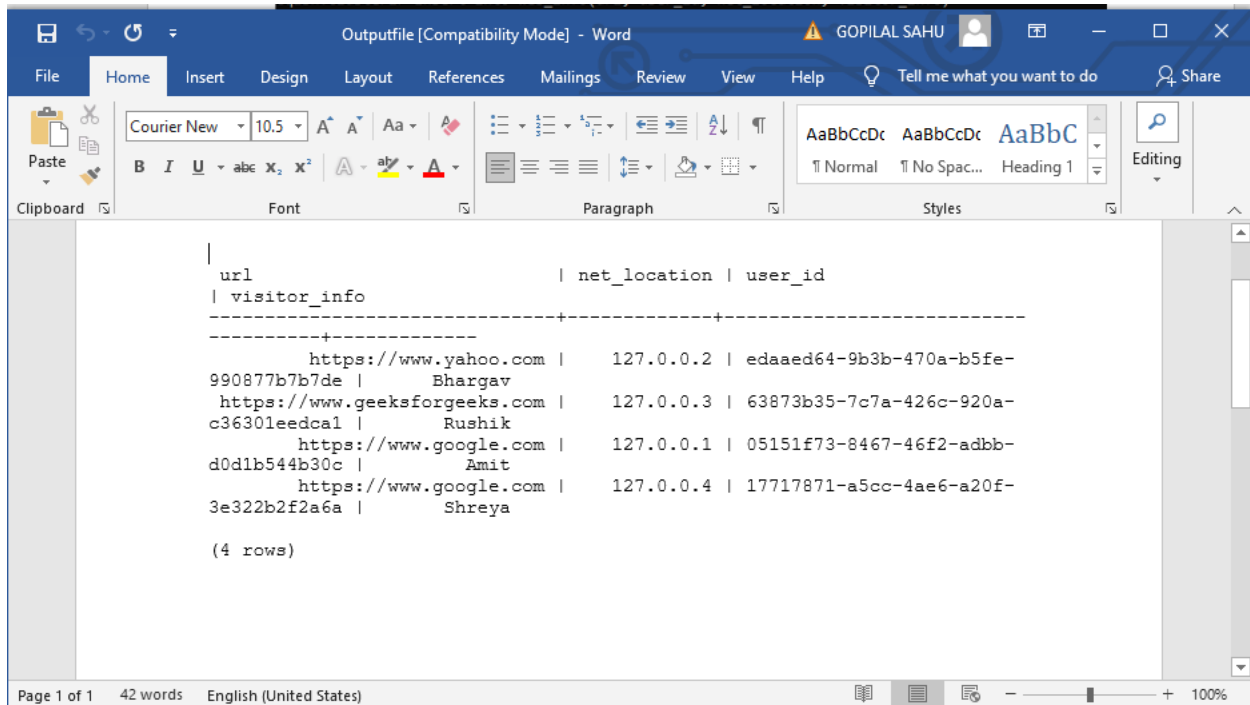 Outputfile [Compatibility Mode] - Word GOPILAL SAHU
File Home Insert Design Layout References Mailings Review View Help Tell me what you want to do Share
Courier New 10.5 A A Aa
Paste
B I U abc X₂ X² A aby A
AaBbCcDc AaBbCcDc AaBbC
¶ Normal ¶ No Spac... Heading 1
Editing
Clipboard Font Paragraph Styles
url | net_location | user_id
| visitor_info
---------------------------------+--------------+---------------------------
----------+-------------
https://www.yahoo.com | 127.0.0.2 | edaaed64-9b3b-470a-b5fe-
990877b7b7de | Bhargav
https://www.geeksforgeeks.com | 127.0.0.3 | 63873b35-7c7a-426c-920a-
c36301eedca1 | Rushik
https://www.google.com | 127.0.0.1 | 05151f73-8467-46f2-adbb-
d0d1b544b30c | Amit
https://www.google.com | 127.0.0.4 | 17717871-a5cc-4ae6-a20f-
3e322b2f2a6a | Shreya
(4 rows)
Page 1 of 1 42 words English (United States) 100%